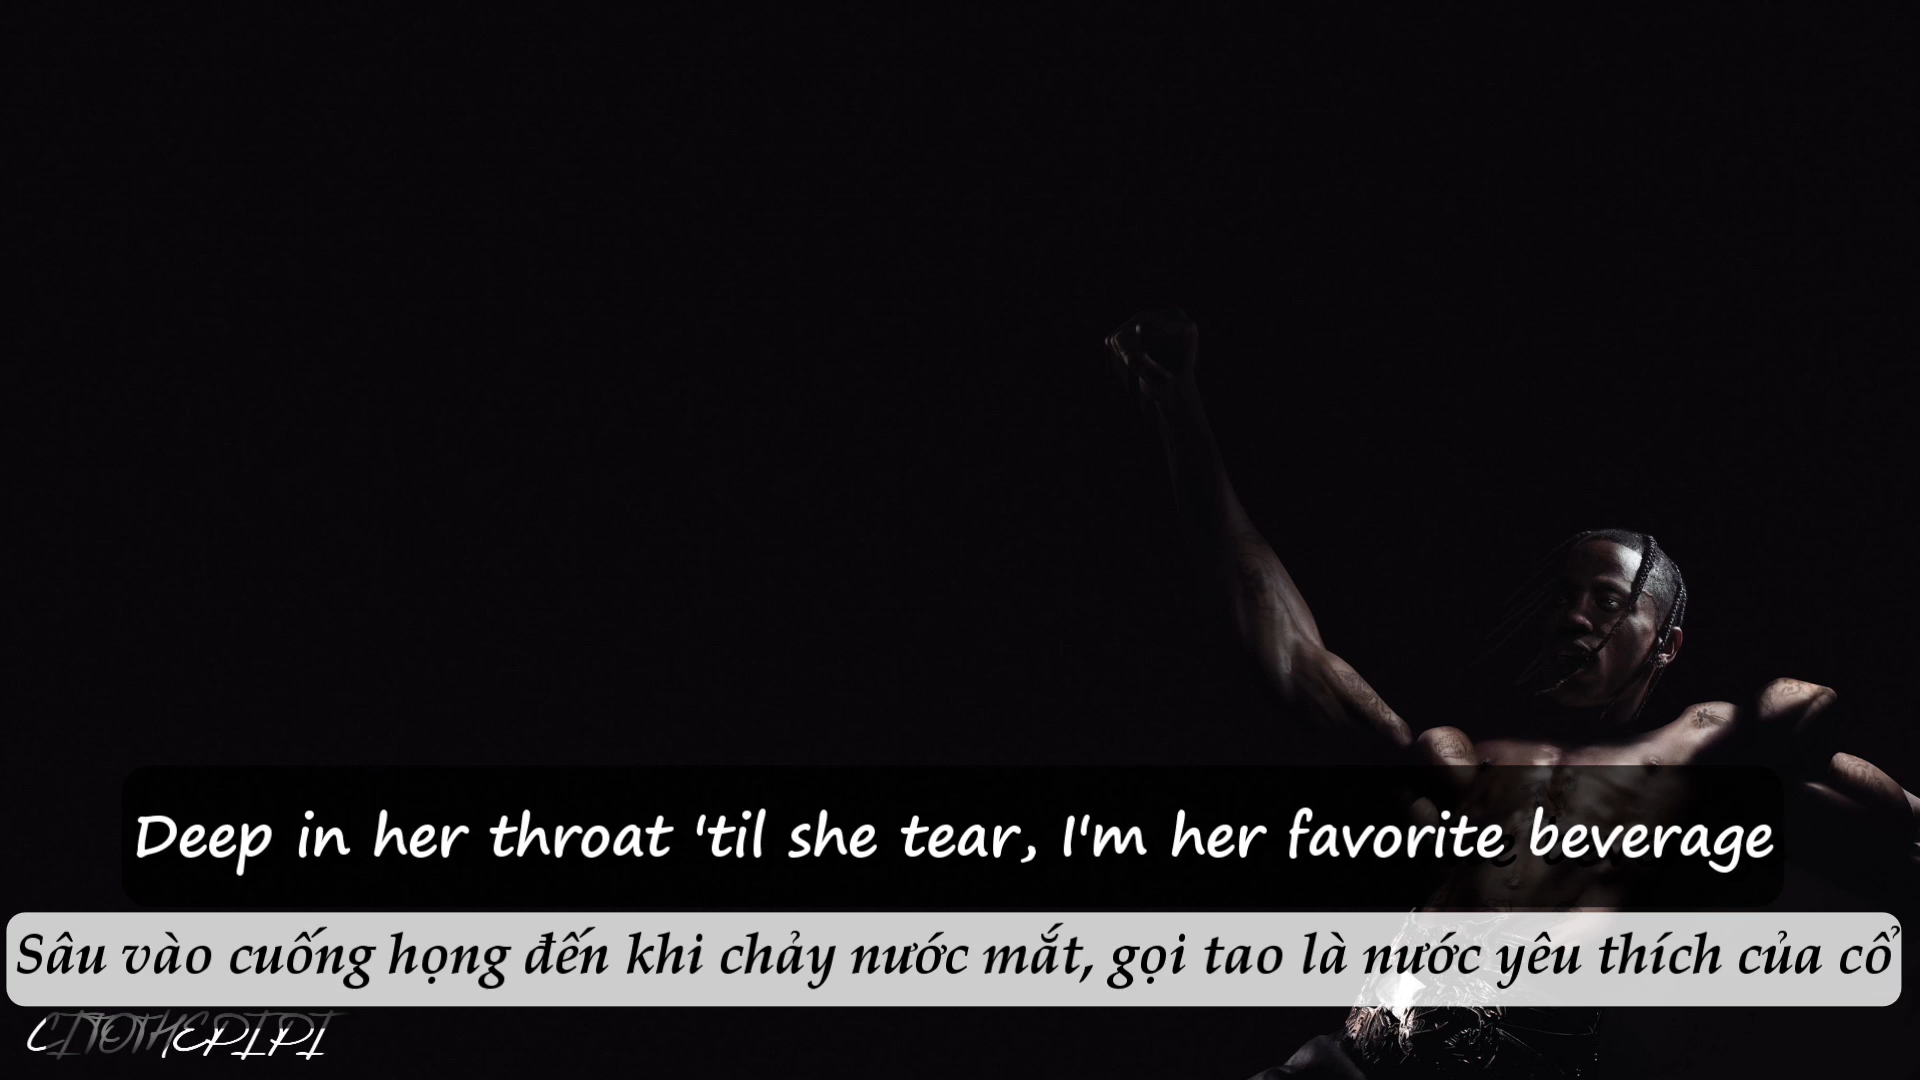 Deep in her throat 'til she tear, I'm her favorite beverage
Sâu vào cuống họng đến khi chảy nước mắt, gọi tao là nước yêu thích của cổ
CITOTHEPIPI